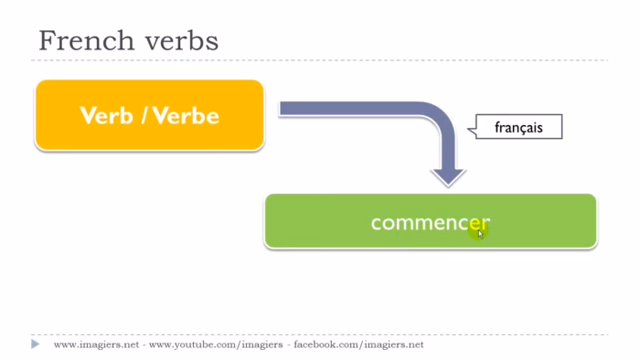 French verbs
Verb / Verbe
français
commencer
www.imagiers.net - www.youtube.com/imagiers - facebook.com/imagiers.net